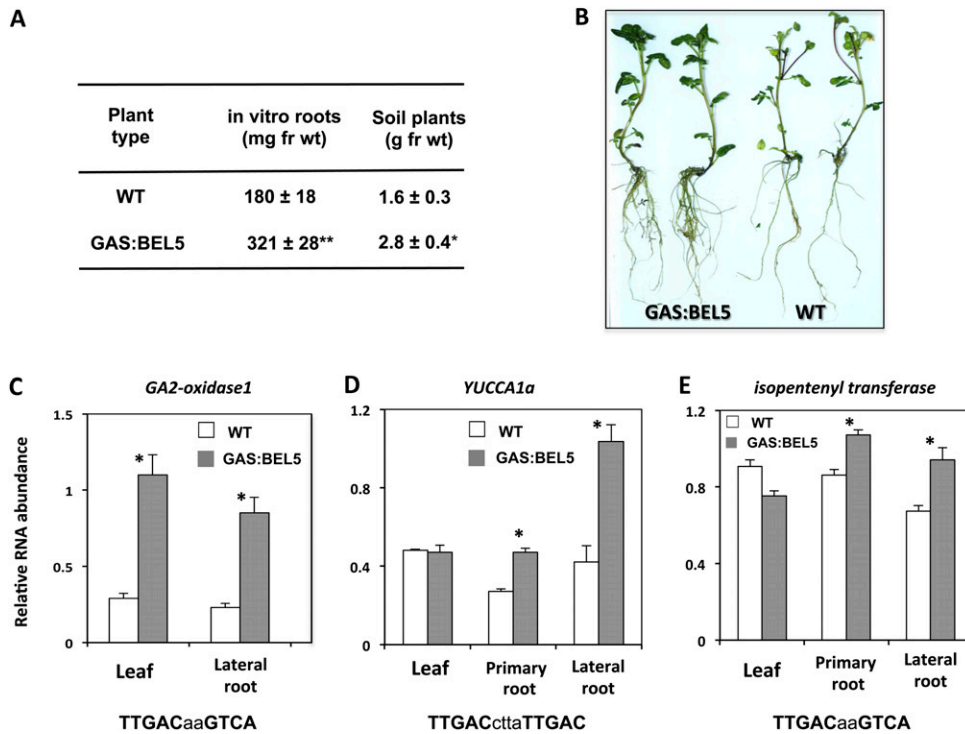 A
Plant type
in vitro roots (mg fr wt)
Soil plants (g fr wt)
WT
180 ± 18
1.6 ± 0.3
GAS:BEL5
321 ± 28**
2.8 ± 0.4*
B
GAS:BEL5
WT
C
GA2-oxidase1
Relative RNA abundance
1.5
1
0.5
0
WT
GAS:BEL5
*
*
Leaf
Lateral root
TTGACaaGTCA
D
YUCCA1a
1.2
0.8
0.4
0
WT
GAS:BEL5
*
*
Leaf
Primary root
Lateral root
TTGACcttaTTGAC
E
isopentenyl transferase
1.2
0.8
0.4
0
WT
GAS:BEL5
*
*
Leaf
Primary root
Lateral root
TTGACaaGTCA